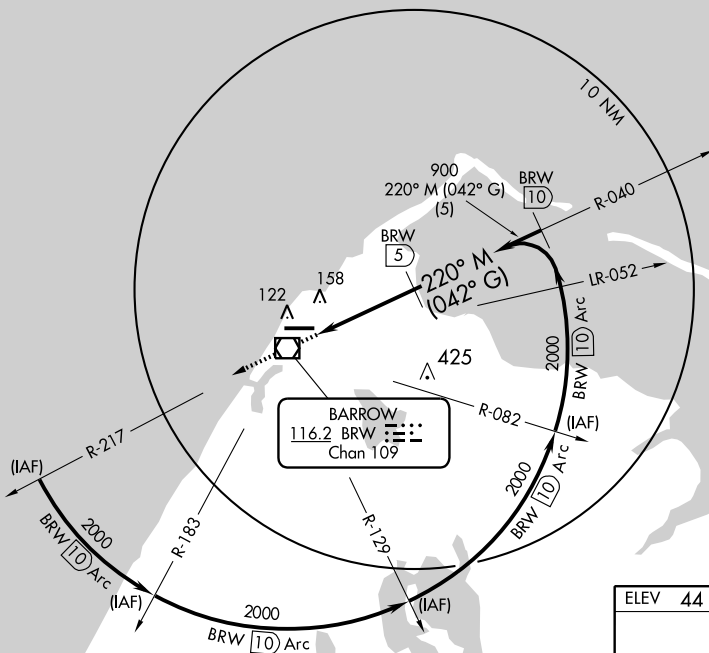 10 NM
900
220° M (042° G)
(5)
BRW
10
R-040
BRW
5
220° M
(042° G)
LR-052
158
122
425
2000
BRW 10 Arc
BARROW
116.2 BRW
Chan 109
R-082
(IAF)
R-217
(IAF)
2000
BRW 10 Arc
R-183
R-129
2000
BRW 10 Arc
(IAF)
2000
BRW 10 Arc
(IAF)
ELEV 44